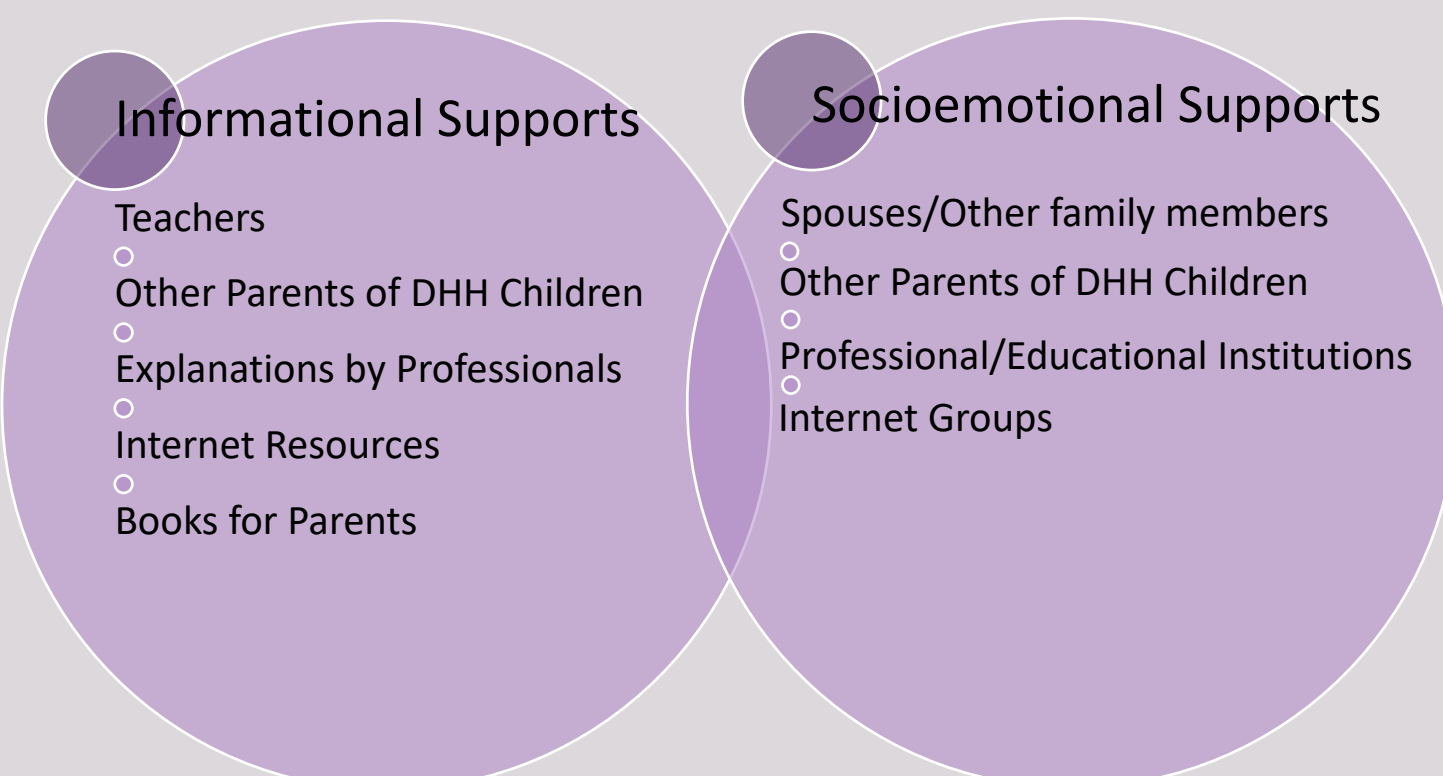 Informational Supports
Teachers
Other Parents of DHH Children
Explanations by Professionals
Internet Resources
Books for Parents
Socioemotional Supports
Spouses/Other family members
Other Parents of DHH Children
Professional/Educational Institutions
Internet Groups